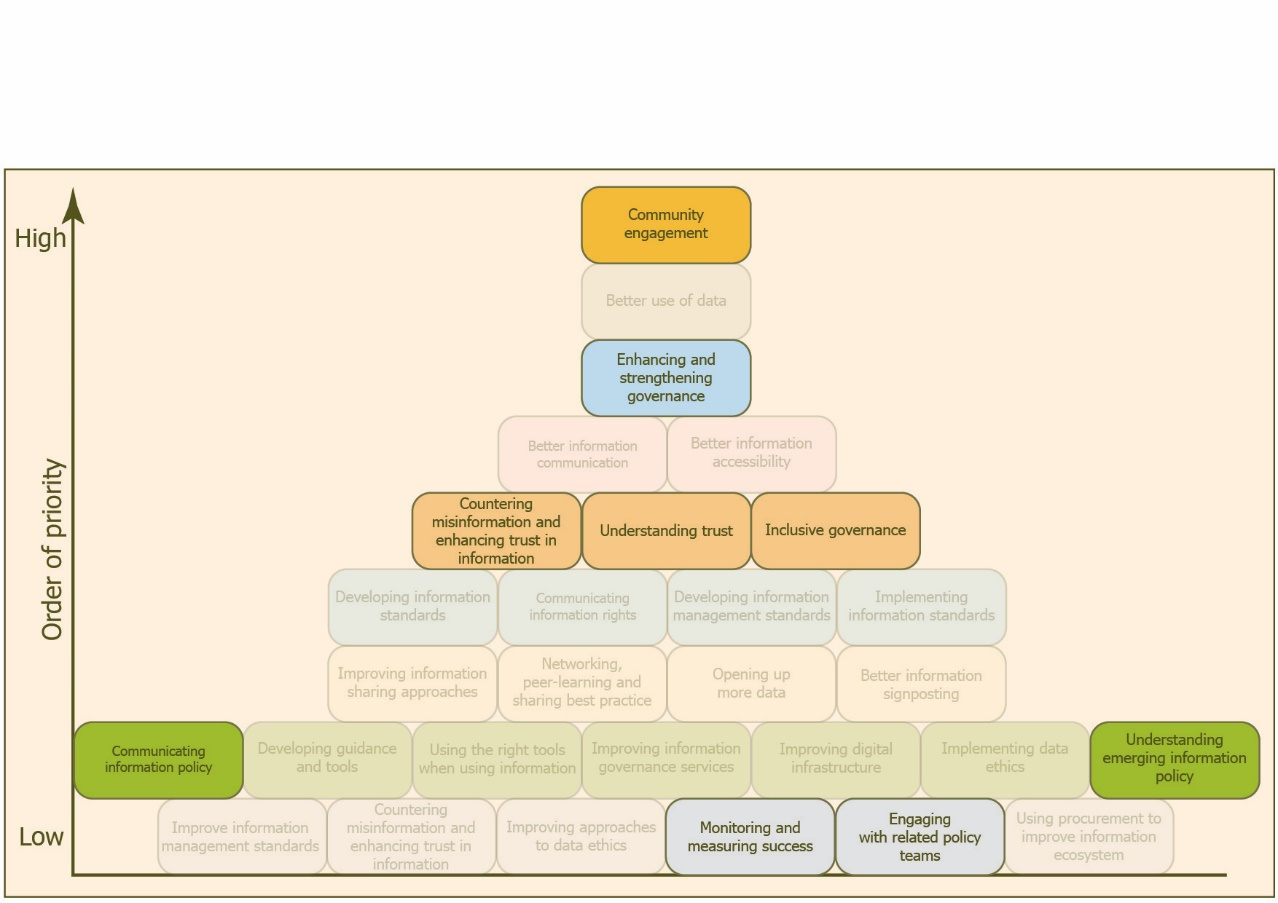 High
Order of priority
Low
Community
engagement
Better use of data
Enhancing and
strengthening
governance
Better information
communication
Better information
accessibility
Countering
misinformation and
enhancing trust in
information
Understanding trust
Inclusive governance
Developing information
standards
Communicating
information rights
Developing information
management standards
Implementing
information standards
Improving information
sharing approaches
Networking,
peer-learning and
sharing best practice
Opening up
more data
Better information
signposting
Communicating
information policy
Developing guidance
and tools
Using the right tools
when using information
Improving information
governance services
Improving digital
infrastructure
Implementing data
ethics
Understanding
emerging information
policy
Improve information
management standards
Countering
misinformation and
enhancing trust in
information
Improving approaches
to data ethics
Monitoring and
measuring success
Engaging
with related policy
teams
Using procurement to
improve information
ecosystem